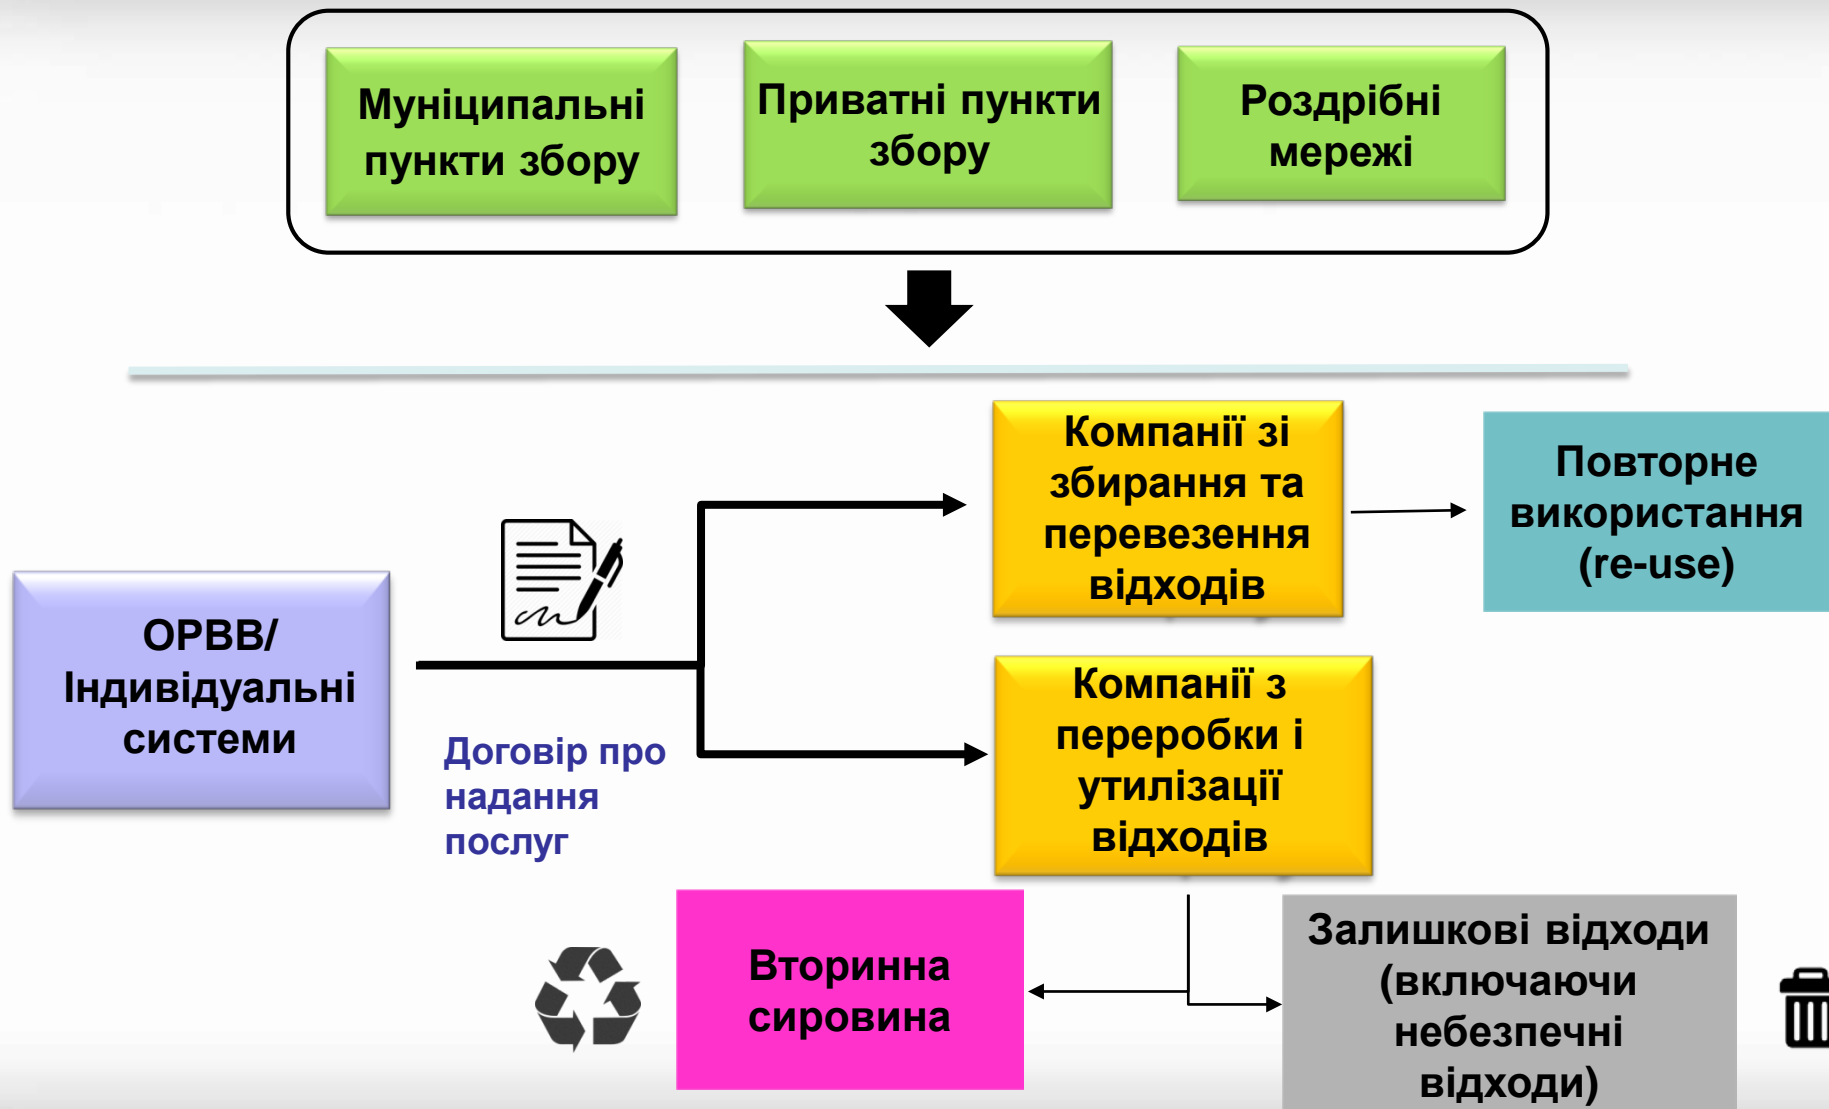 Муніципальні
пункти збору
Приватні пункти
збору
Роздрібні
мережі
Компанії зі
збирання та
перевезення
відходів
Повторне
використання
(re-use)
ОРВВ/
Індивідуальні
системи
Договір про
надання
послуг
Компанії з
переробки і
утилізації
відходів
Вторинна
сировина
Залишкові відходи
(включаючи
небезпечні
відходи)